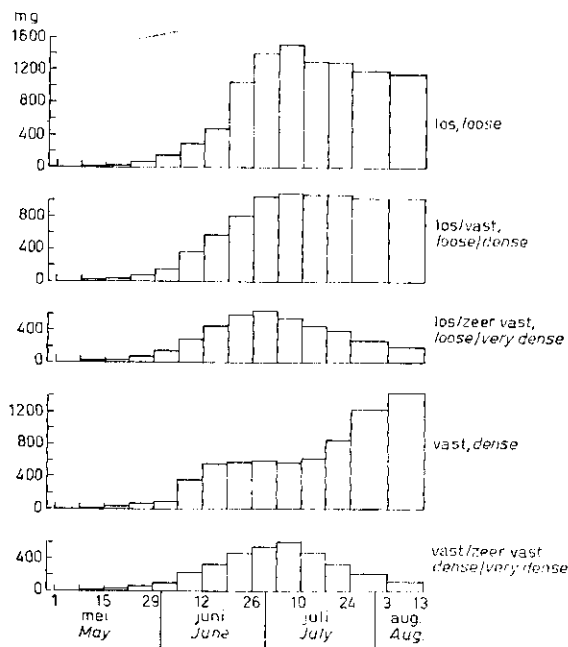 mg
1600
1200
800
400
0
los, loose
800
400
0
los/vast,
loose/dense
400
0
los/zeer vast,
loose/very dense
1200
800
400
0
vast, dense
400
0
vast/zeer vast
dense/very dense
1 15 29 12 26 10 24 3 13
mei juni juli aug.
May June July Aug.